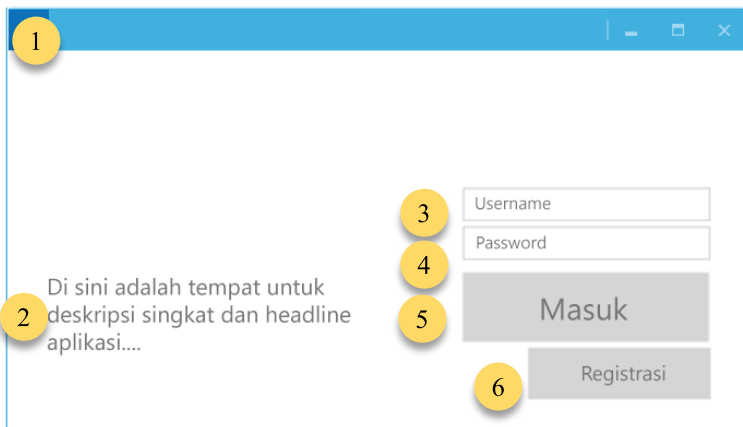 1
3
Username
4
Password
Di sini adalah tempat untuk
2
deskripsi singkat dan headline
aplikasi....
5
Masuk
6
Registrasi